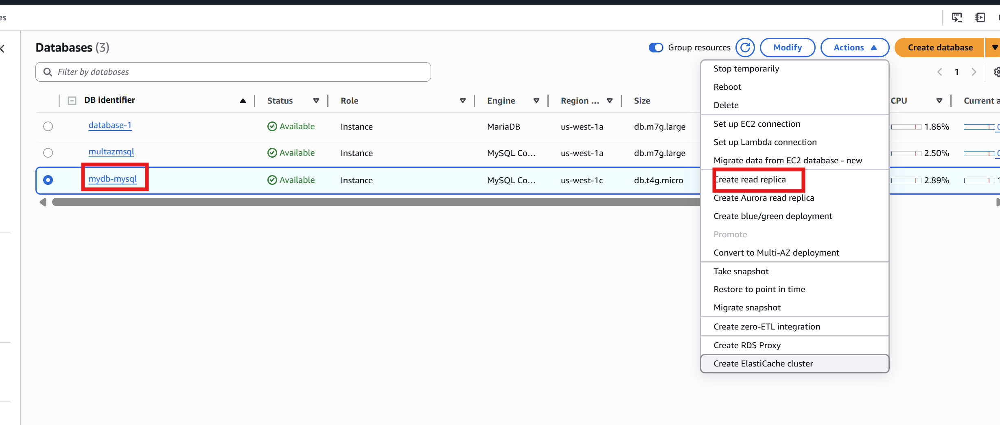 es
Databases (3)
Group resources
Modify
Actions
Create database
Filter by databases
1
DB identifier
Status
Role
Engine
Region ...
Size
CPU
Current a
database-1
Available
Instance
MariaDB
us-west-1a
db.m7g.large
1.86%
multazmsql
Available
Instance
MySQL Co...
us-west-1a
db.m7g.large
2.50%
mydb-mysql
Available
Instance
MySQL Co...
us-west-1c
db.t4g.micro
2.89%
Stop temporarily
Reboot
Delete
Set up EC2 connection
Set up Lambda connection
Migrate data from EC2 database - new
Create read replica
Create Aurora read replica
Create blue/green deployment
Promote
Convert to Multi-AZ deployment
Take snapshot
Restore to point in time
Migrate snapshot
Create zero-ETL integration
Create RDS Proxy
Create ElastiCache cluster